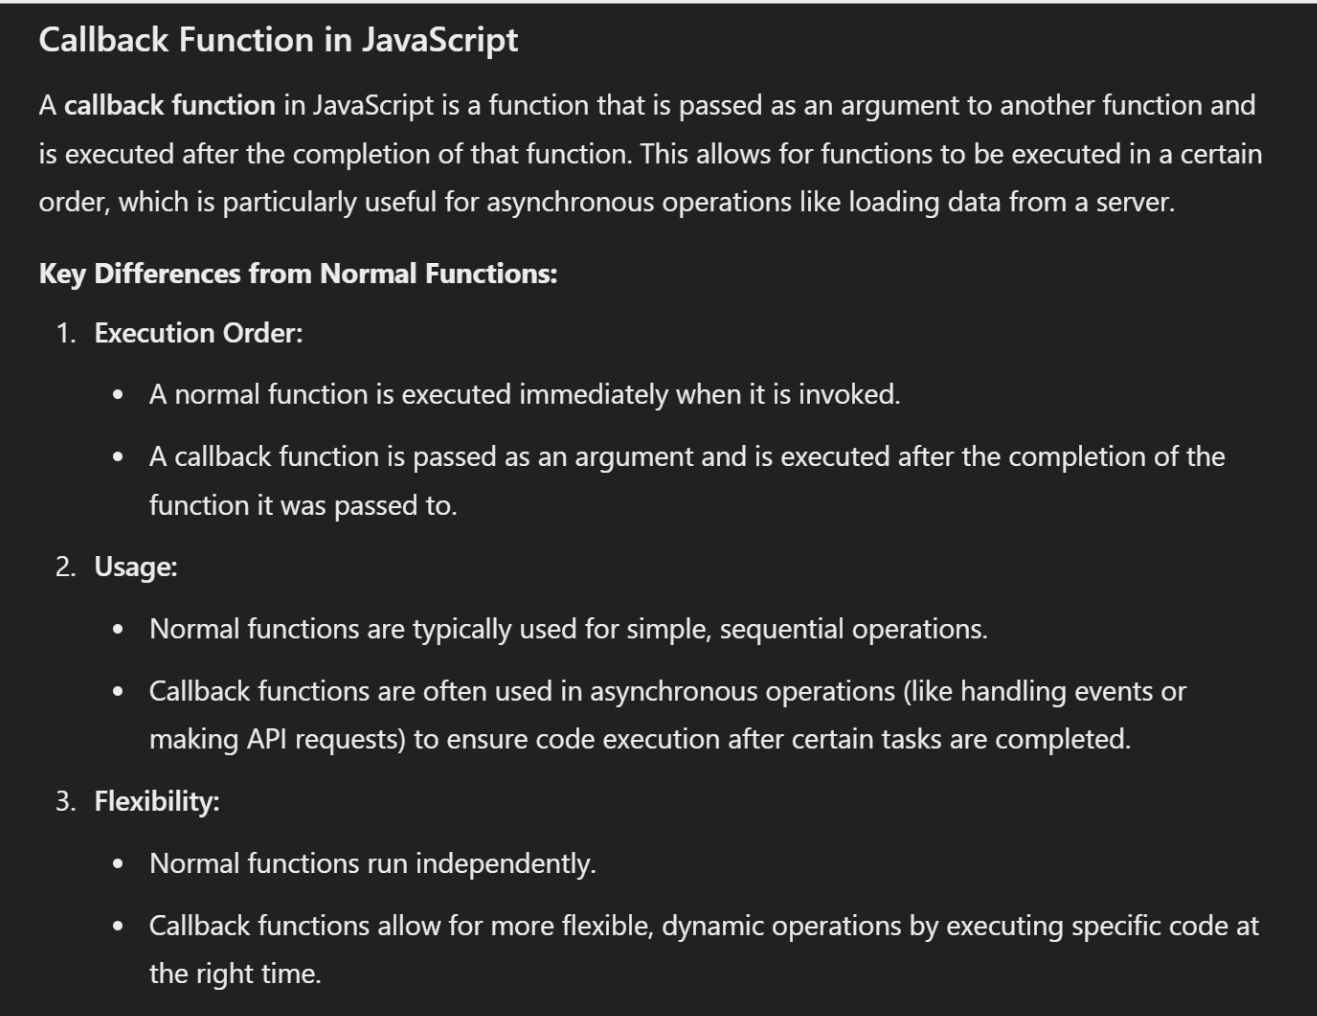 Callback Function in JavaScript
A callback function in JavaScript is a function that is passed as an argument to another function and
is executed after the completion of that function. This allows for functions to be executed in a certain
order, which is particularly useful for asynchronous operations like loading data from a server.
Key Differences from Normal Functions:
1. Execution Order:
• A normal function is executed immediately when it is invoked.
• A callback function is passed as an argument and is executed after the completion of the
function it was passed to.
2. Usage:
• Normal functions are typically used for simple, sequential operations.
• Callback functions are often used in asynchronous operations (like handling events or
making API requests) to ensure code execution after certain tasks are completed.
3. Flexibility:
• Normal functions run independently.
• Callback functions allow for more flexible, dynamic operations by executing specific code at
the right time.